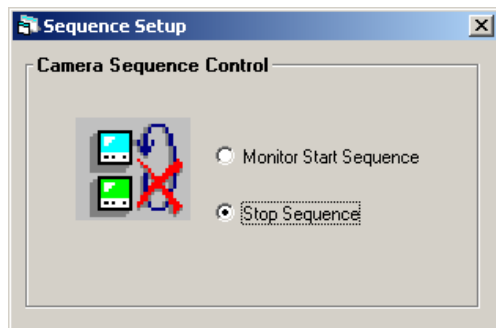 Sequence Setup
Camera Sequence Control
Monitor Start Sequence
Stop Sequence